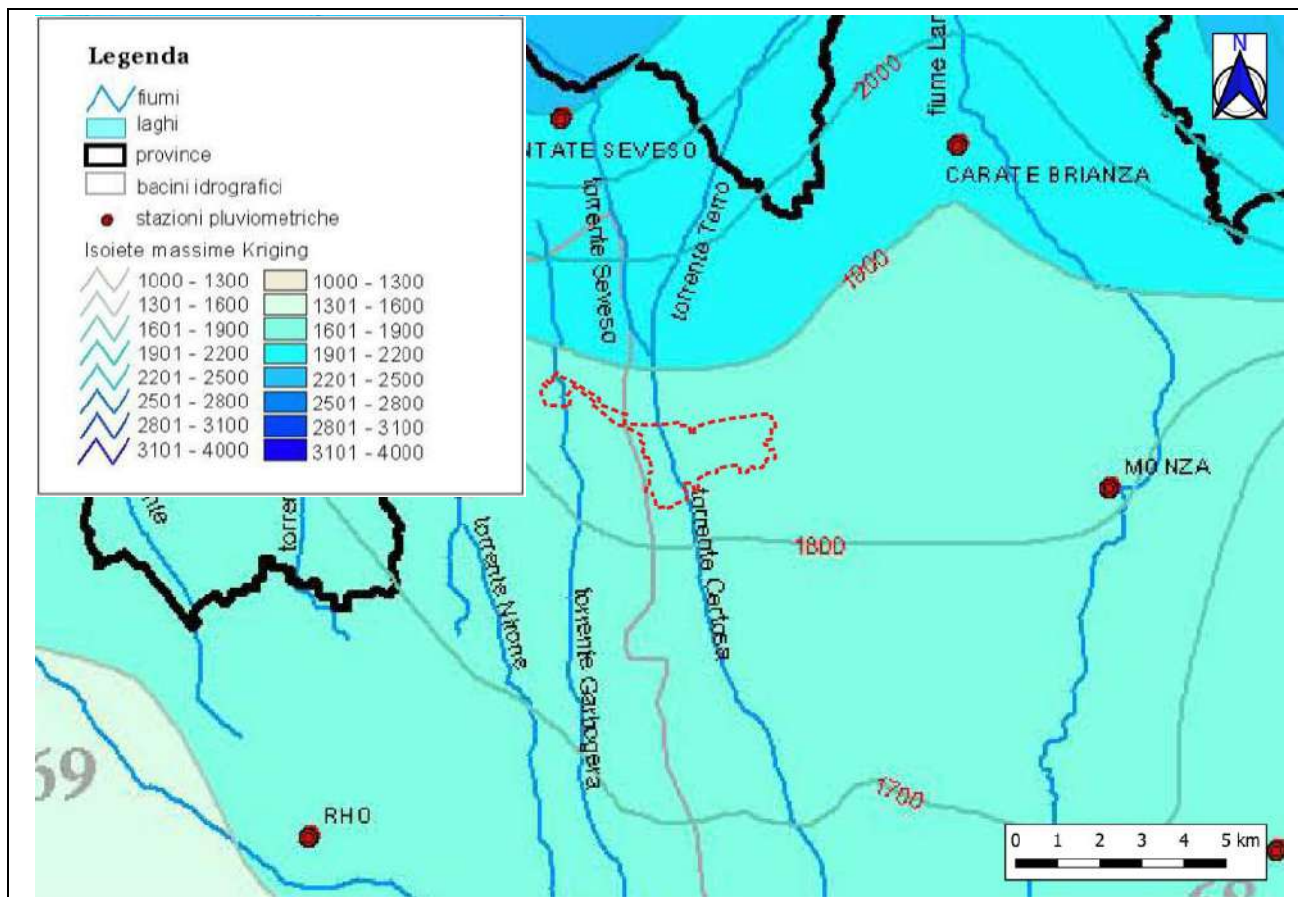 Legenda
fiumi
laghi
province
bacini idrografici
stazioni pluviometriche
Isoiete massime Kriging
1000 - 1300 1000 - 1300
1301 - 1600 1301 - 1600
1601 - 1900 1601 - 1900
1901 - 2200 1901 - 2200
2201 - 2500 2201 - 2500
2501 - 2800 2501 - 2800
2801 - 3100 2801 - 3100
3101 - 4000 3101 - 4000
N
fiume Lar
2000
NTATE SEVESO
CARATE BRIANZA
torrente Seveso
torrente Terro
1900
MONZA
1800
nte
torre
torrente Nirone
torrente Garbogera
torrente Certosa
69
1700
RHO
0 1 2 3 4 5 km
68